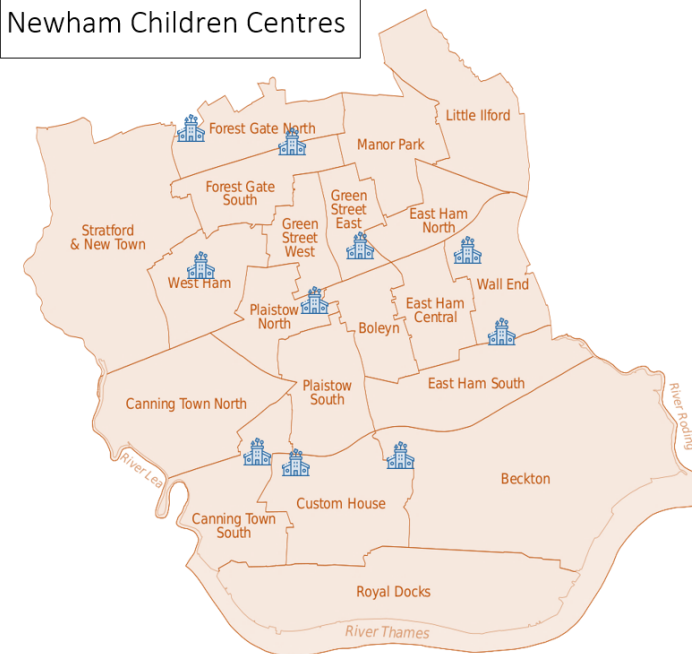 Newham Children Centres
Little Ilford
Forest Gate North
Manor Park
Forest Gate
South
Green
Street
East
East Ham
North
Green
Street
West
Stratford
& New Town
West Ham
Wall End
Plaistow
North
East Ham
Central
Boleyn
Plaistow
South
East Ham South
Canning Town North
River Roding
River Lea
Beckton
Custom House
Canning Town
South
Royal Docks
River Thames